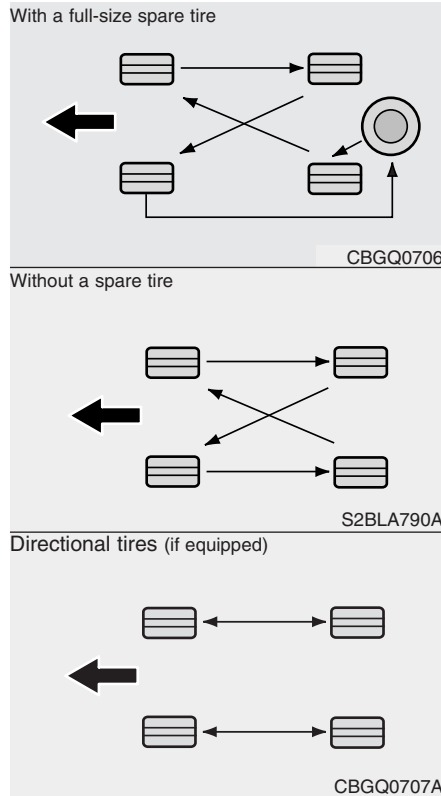 With a full-size spare tire
CBGQ0706
Without a spare tire
S2BLA790A
Directional tires (if equipped)
CBGQ0707A